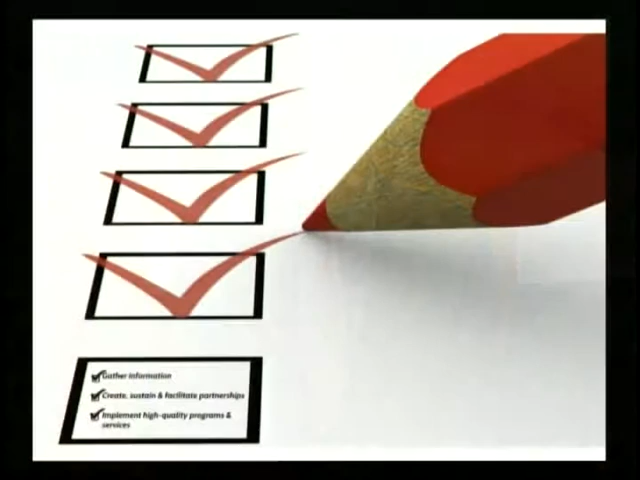 Gather information
Create, sustain & facilitate partnerships
Implement high-quality programs &
services